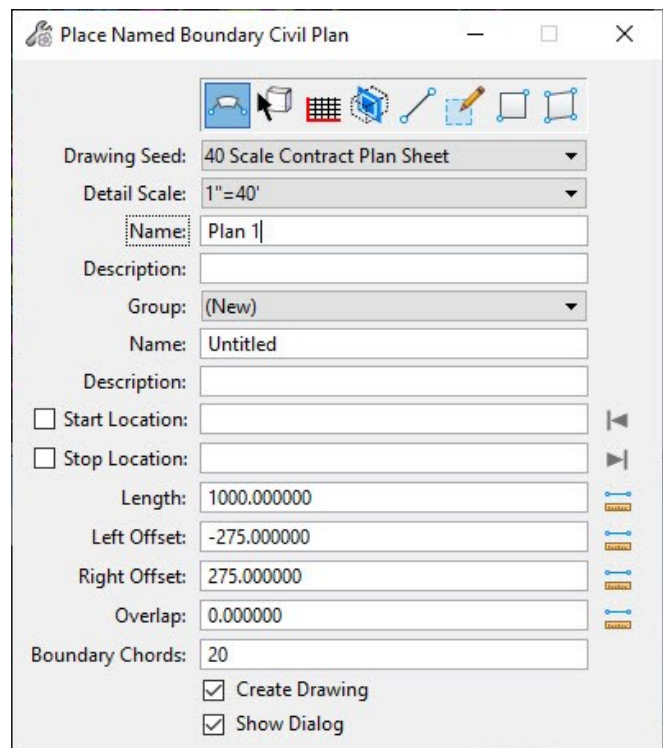 Place Named Boundary Civil Plan
Drawing Seed: 40 Scale Contract Plan Sheet
Detail Scale: 1"=40'
Name: Plan 1
Description:
Group: (New)
Name: Untitled
Description:
Start Location:
Stop Location:
Length: 1000.000000
Left Offset: -275.000000
Right Offset: 275.000000
Overlap: 0.000000
Boundary Chords: 20
Create Drawing
Show Dialog